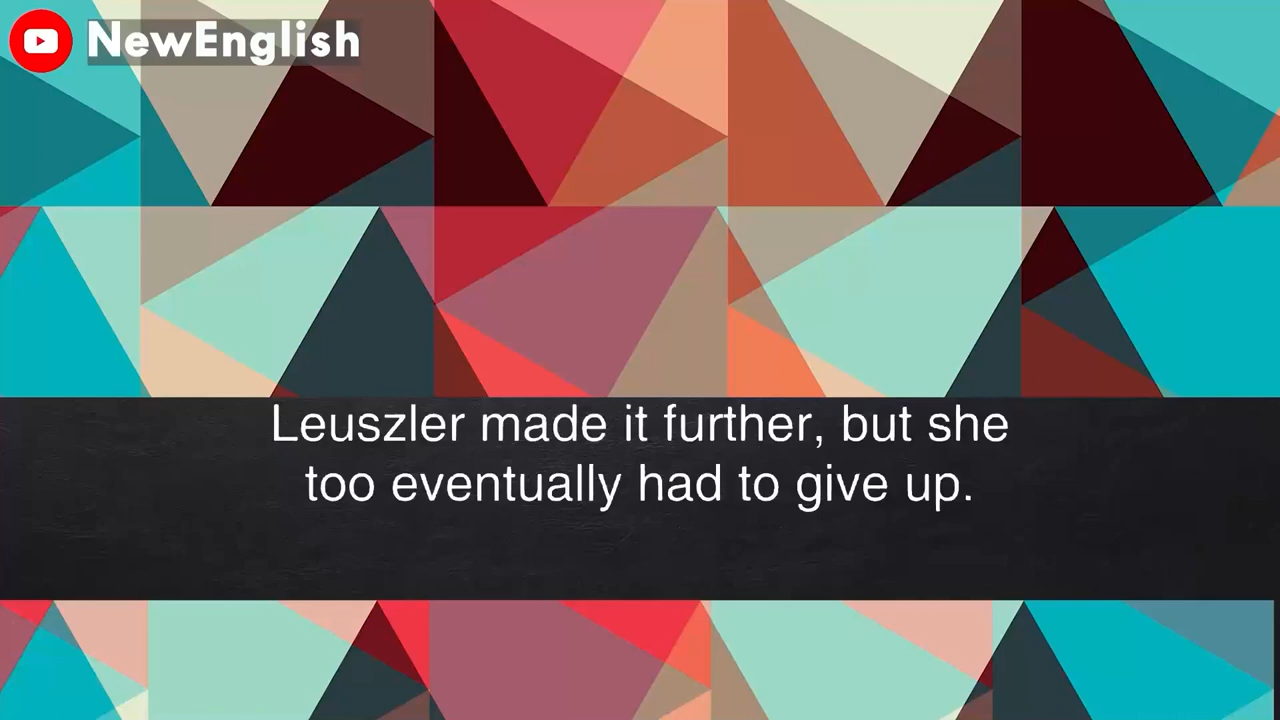 NewEnglish
Leuszler made it further, but she
too eventually had to give up.